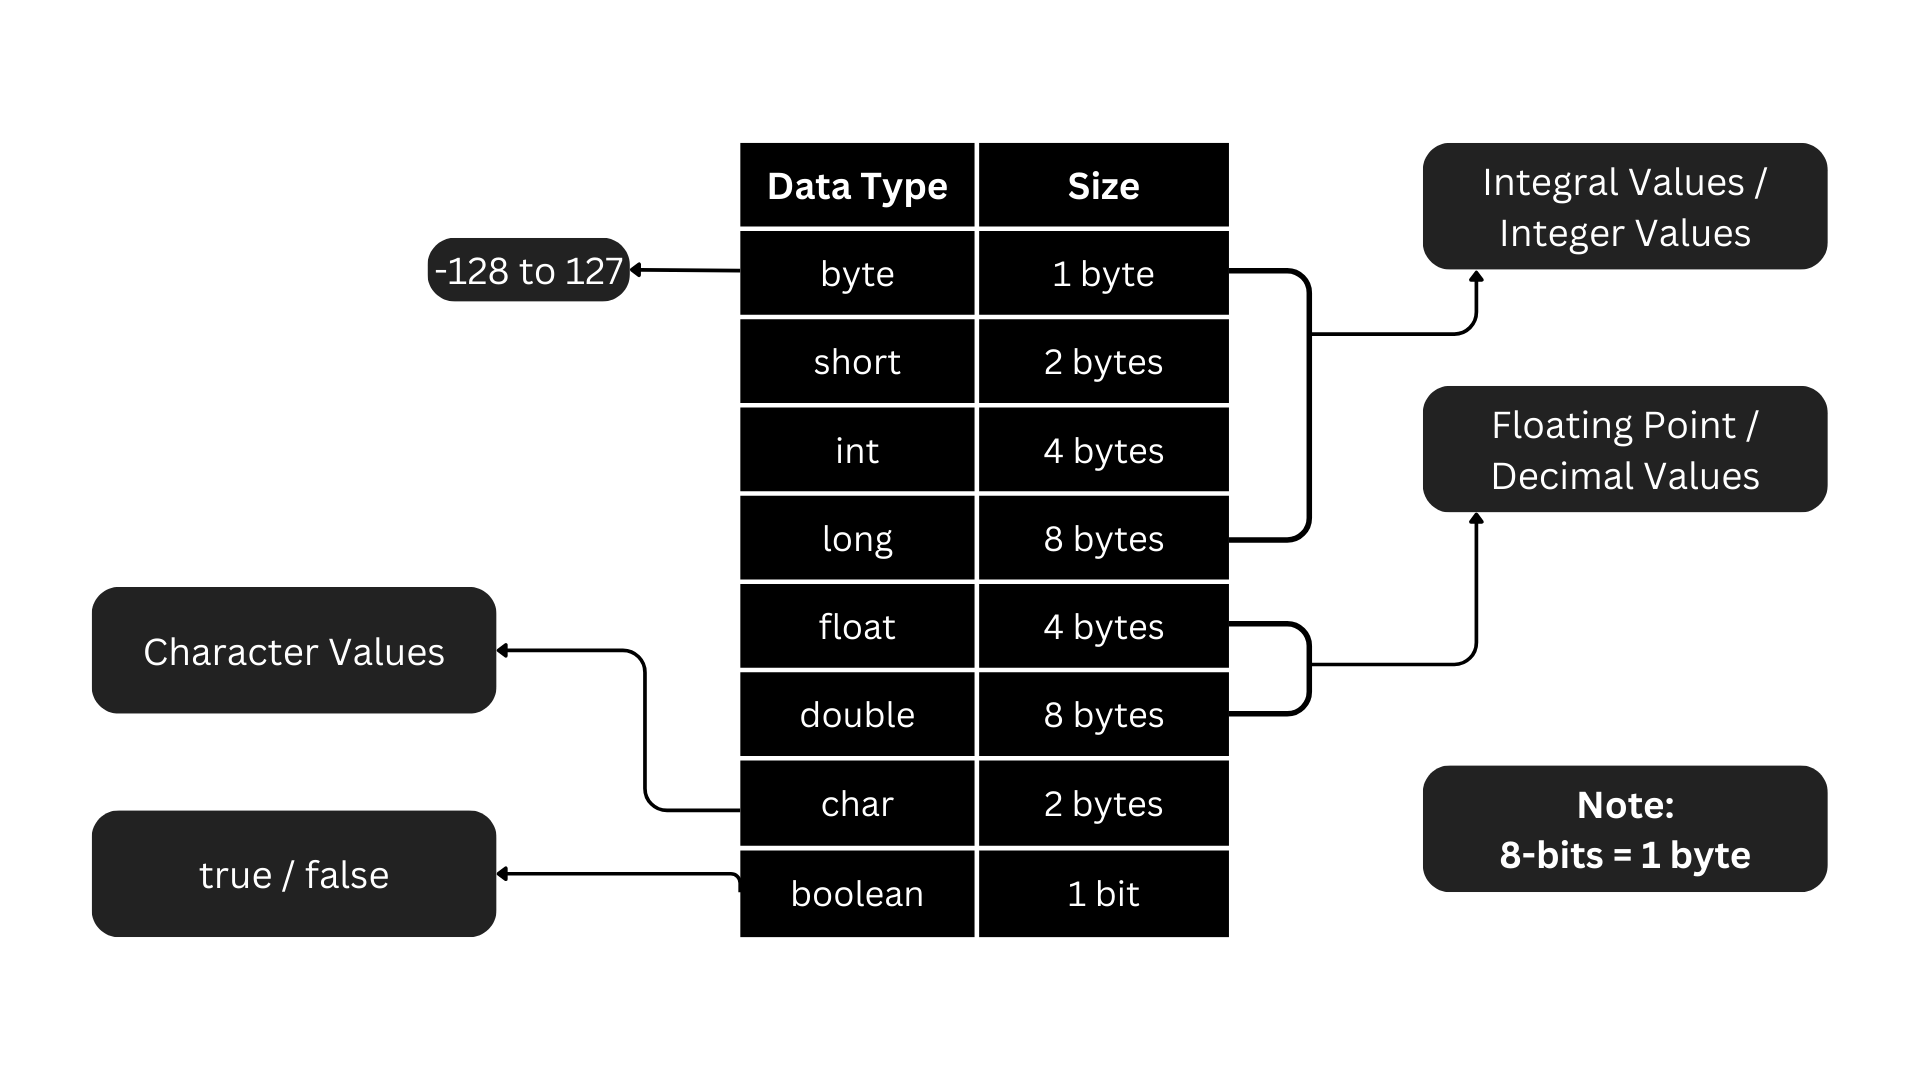 Data Type Size
byte 1 byte
short 2 bytes
int 4 bytes
long 8 bytes
float 4 bytes
double 8 bytes
char 2 bytes
boolean 1 bit
-128 to 127
Character Values
true / false
Integral Values /
Integer Values
Floating Point /
Decimal Values
Note:
8-bits = 1 byte